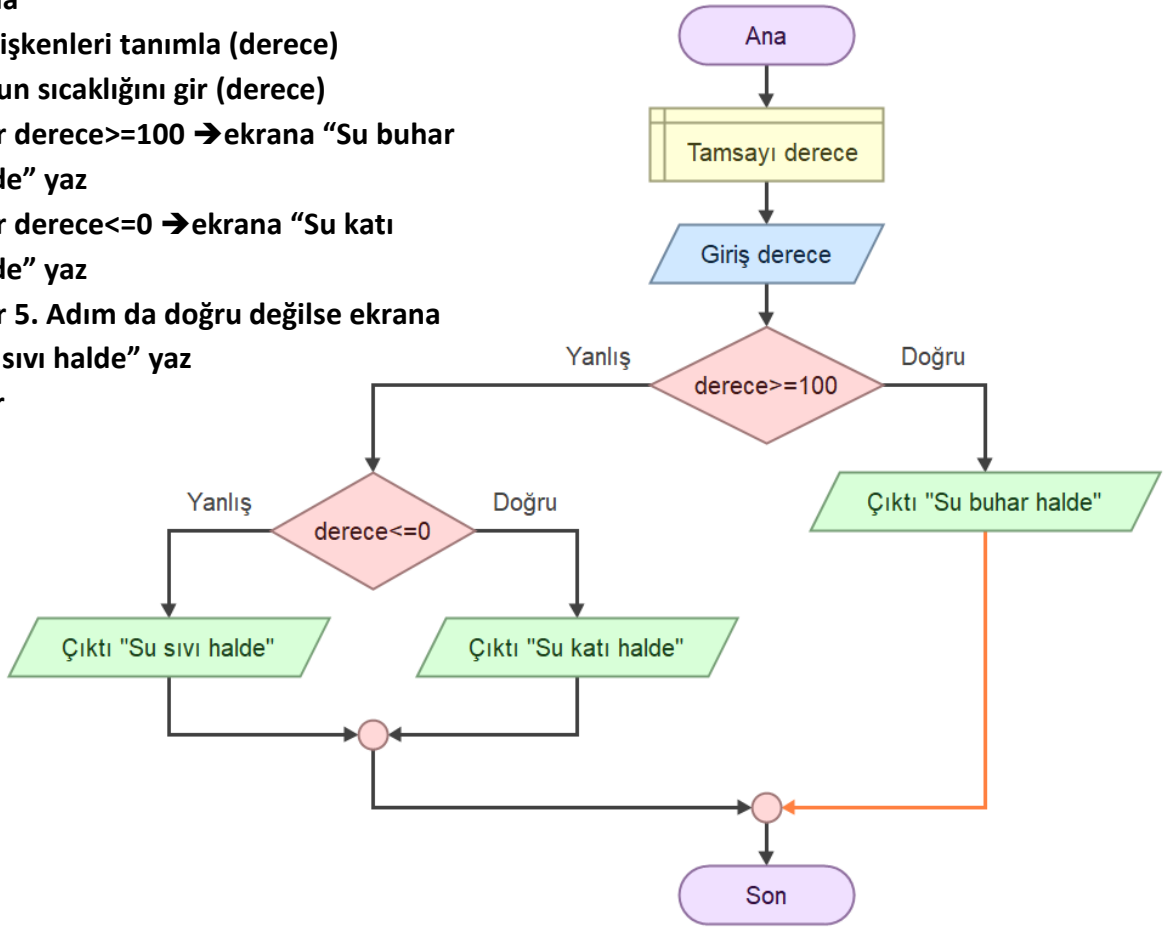 işkenleri tanımla (derece)
un sıcaklığını gir (derece)
derece>=100 ➔ekrana “Su buhar
de” yaz
derece<=0 ➔ekrana “Su katı
de” yaz
5. Adım da doğru değilse ekrana
sıvı halde” yaz
Ana
Tamsayı derece
Giriş derece
Yanlış
derece>=100
Doğru
Yanlış
derece<=0
Doğru
Çıktı "Su buhar halde"
Çıktı "Su sıvı halde"
Çıktı "Su katı halde"
Son